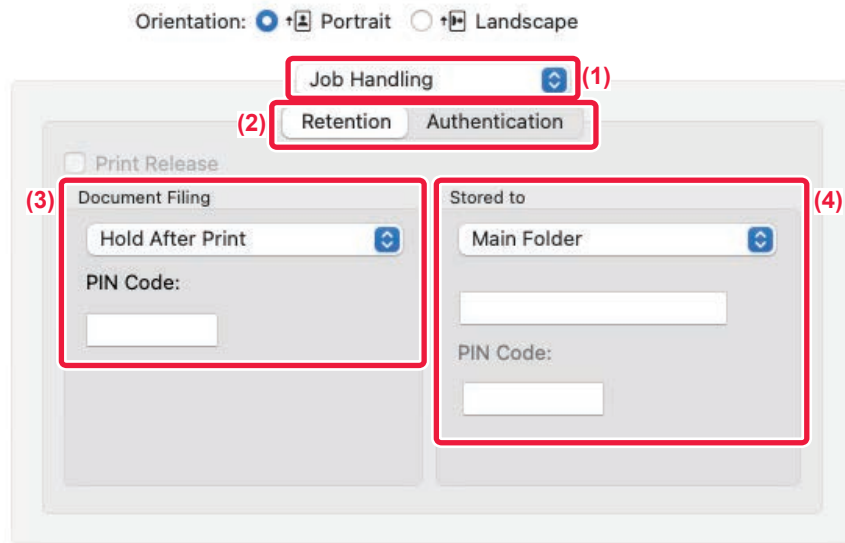 Orientation: Portrait Landscape
Job Handling (1)
(2) Retention Authentication
Print Release
(3) Document Filing
Hold After Print
PIN Code:
Stored to (4)
Main Folder
PIN Code: